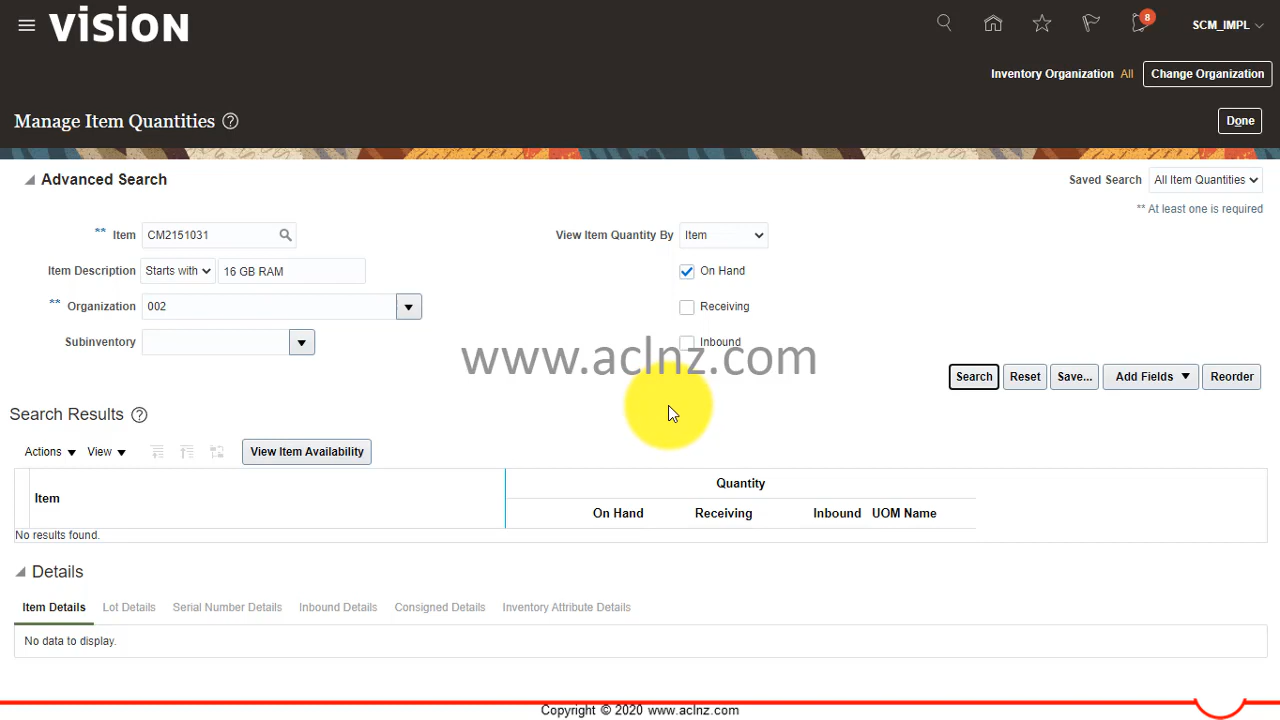 vision
8
SCM_IMPL
Inventory Organization All Change Organization
Manage Item Quantities ?
Done
Advanced Search
Saved Search All Item Quantities
** At least one is required
** Item CM2151031
View Item Quantity By Item
Item Description Starts with 16 GB RAM
On Hand
** Organization 002
Receiving
Subinventory
Inbound
www.aclnz.com
Search Reset Save... Add Fields Reorder
Search Results ?
Actions View View Item Availability
Item
Quantity
On Hand Receiving Inbound UOM Name
No results found.
Details
Item Details Lot Details Serial Number Details Inbound Details Consigned Details Inventory Attribute Details
No data to display.
Copyright © 2020 www.aclnz.com